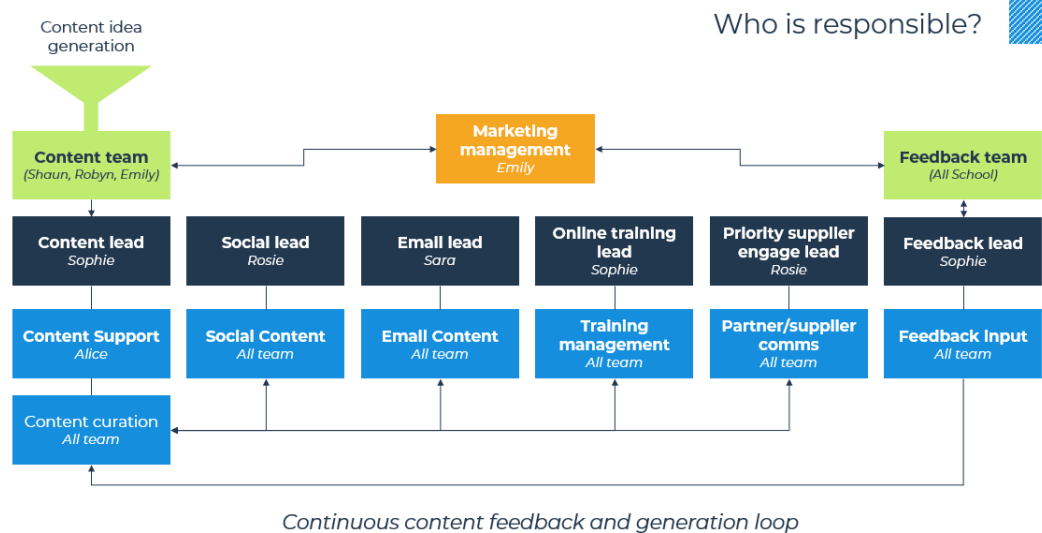 Who is responsible?
Content idea
generation
Content team
(Shaun, Robyn, Emily)
Marketing
management
Emily
Feedback team
(All School)
Content lead
Sophie
Social lead
Rosie
Email lead
Sara
Online training
lead
Sophie
Priority supplier
engage lead
Rosie
Feedback lead
Sophie
Content Support
Alice
Social Content
All team
Email Content
All team
Training
management
All team
Partner/supplier
comms
All team
Feedback input
All team
Content curation
All team
Continuous content feedback and generation loop